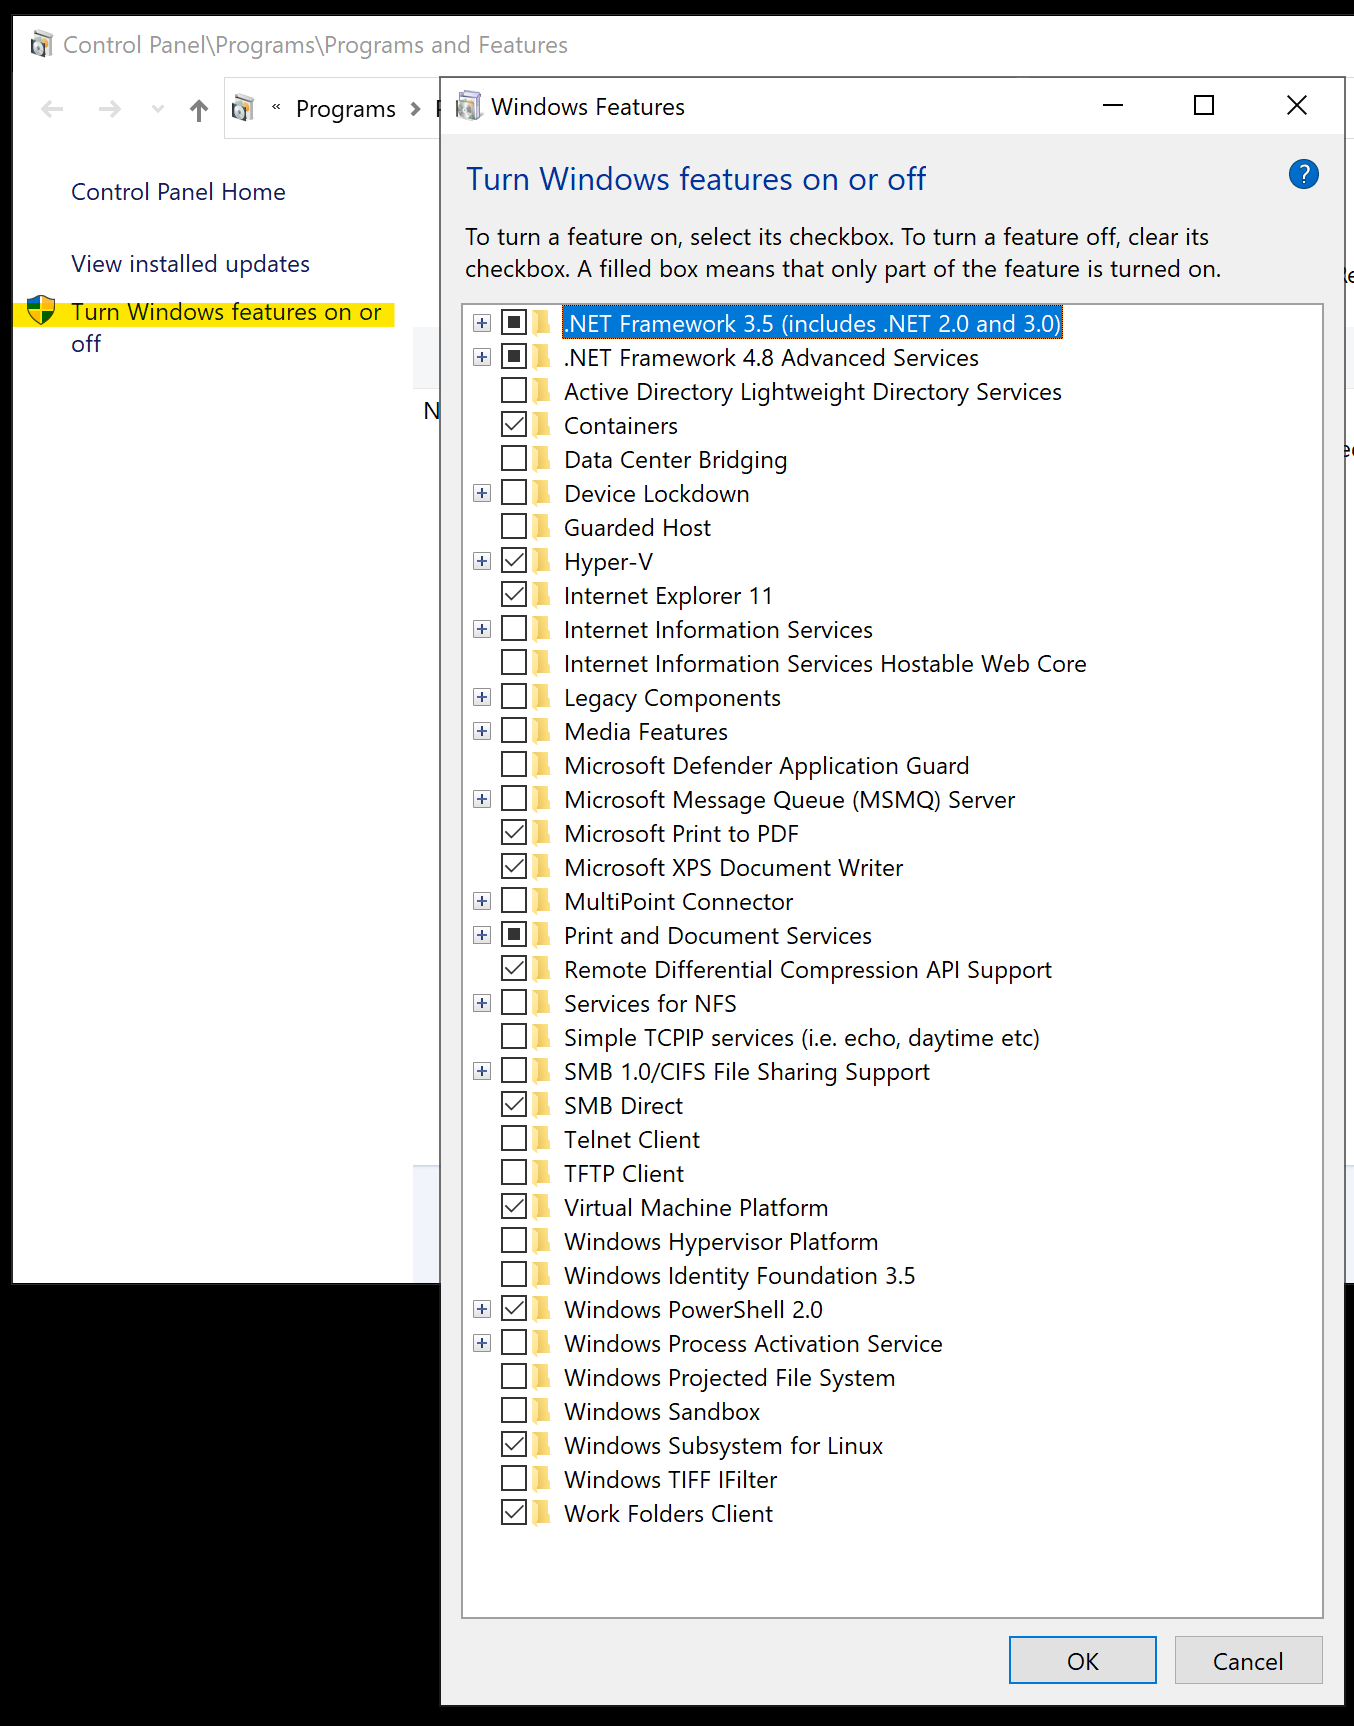 Control Panel\Programs\Programs and Features
« Programs
Control Panel Home
View installed updates
Turn Windows features on or
off
Windows Features
Turn Windows features on or off
?
To turn a feature on, select its checkbox. To turn a feature off, clear its
checkbox. A filled box means that only part of the feature is turned on.
.NET Framework 3.5 (includes .NET 2.0 and 3.0)
.NET Framework 4.8 Advanced Services
Active Directory Lightweight Directory Services
Containers
Data Center Bridging
Device Lockdown
Guarded Host
Hyper-V
Internet Explorer 11
Internet Information Services
Internet Information Services Hostable Web Core
Legacy Components
Media Features
Microsoft Defender Application Guard
Microsoft Message Queue (MSMQ) Server
Microsoft Print to PDF
Microsoft XPS Document Writer
MultiPoint Connector
Print and Document Services
Remote Differential Compression API Support
Services for NFS
Simple TCPIP services (i.e. echo, daytime etc)
SMB 1.0/CIFS File Sharing Support
SMB Direct
Telnet Client
TFTP Client
Virtual Machine Platform
Windows Hypervisor Platform
Windows Identity Foundation 3.5
Windows PowerShell 2.0
Windows Process Activation Service
Windows Projected File System
Windows Sandbox
Windows Subsystem for Linux
Windows TIFF IFilter
Work Folders Client
OK
Cancel